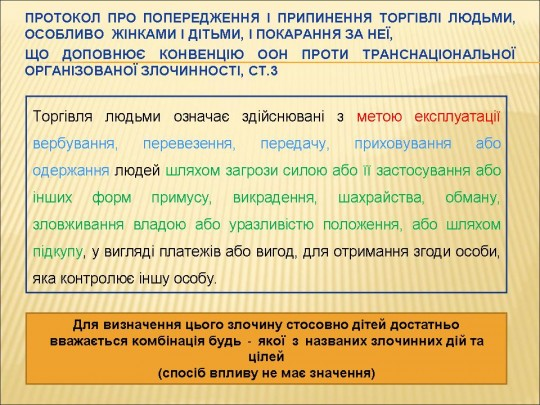 ПРОТОКОЛ ПРО ПОПЕРЕДЖЕННЯ І ПРИПИНЕННЯ ТОРГІВЛІ ЛЮДЬМИ,
ОСОБЛИВО ЖІНКАМИ І ДІТЬМИ, І ПОКАРАННЯ ЗА НЕЇ,
ЩО ДОПОВНЮЄ КОНВЕНЦІЮ ООН ПРОТИ ТРАНСНАЦІОНАЛЬНОЇ
ОРГАНІЗОВАНОЇ ЗЛОЧИННОСТІ, СТ.3
Торгівля людьми означає здійснювані з метою експлуатації
вербування, перевезення, передачу, приховування або
одержання людей шляхом загрози силою або її застосування або
інших форм примусу, викрадення, шахрайства, обману,
зловживання владою або уразливістю положення, або шляхом
підкупу, у вигляді платежів або вигод, для отримання згоди особи,
яка контролює іншу особу.
Для визначення цього злочину стосовно дітей достатньо
вважається комбінація будь - якої з названих злочинних дій та
цілей
(спосіб впливу не має значення)